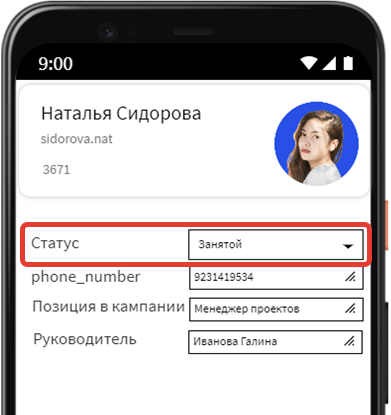 9:00
Наталья Сидорова
sidorova.nat
3671
Статус Занятой
phone_number 9231419534
Позиция в кампании Менеджер проектов
Руководитель Иванова Галина